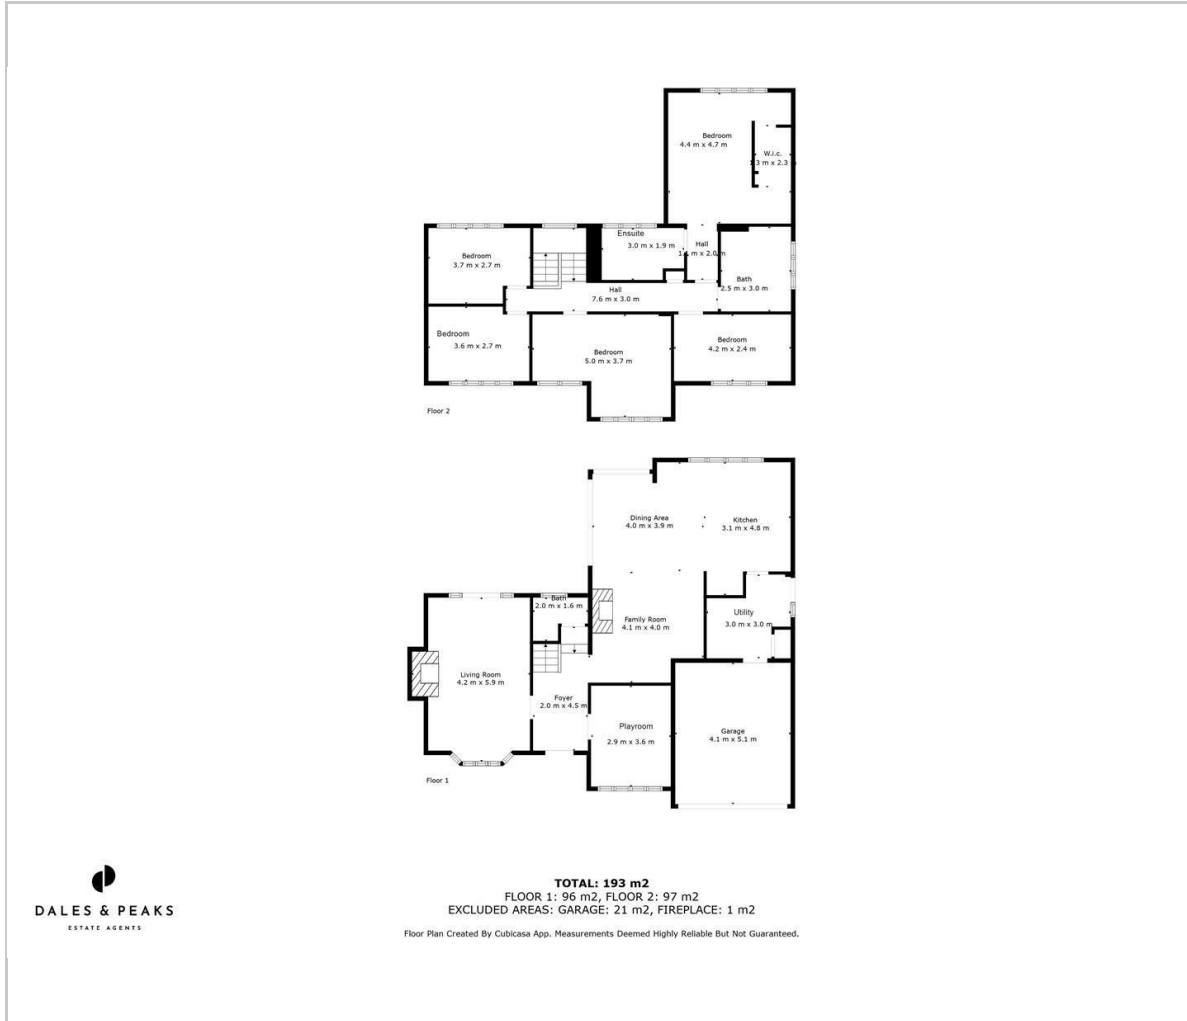 Bedroom
4.4 m x 4.7 m
W.i.c.
1.3 m x 2.3
Ensuite
3.0 m x 1.9 m
Hall
1.1 m x 2.0 m
Bedroom
3.7 m x 2.7 m
Bath
2.5 m x 3.0 m
Hall
7.6 m x 3.0 m
Bedroom
3.6 m x 2.7 m
Bedroom
5.0 m x 3.7 m
Bedroom
4.2 m x 2.4 m
Floor 2
Dining Area
4.0 m x 3.9 m
Kitchen
3.1 m x 4.8 m
Bath
2.0 m x 1.6 m
Family Room
4.1 m x 4.0 m
Utility
3.0 m x 3.0 m
Living Room
4.2 m x 5.9 m
Foyer
2.0 m x 4.5 m
Playroom
2.9 m x 3.6 m
Garage
4.1 m x 5.1 m
Floor 1
DALES & PEAKS
ESTATE AGENTS
TOTAL: 193 m2
FLOOR 1: 96 m2, FLOOR 2: 97 m2
EXCLUDED AREAS: GARAGE: 21 m2, FIREPLACE: 1 m2
Floor Plan Created By Cubicasa App. Measurements Deemed Highly Reliable But Not Guaranteed.